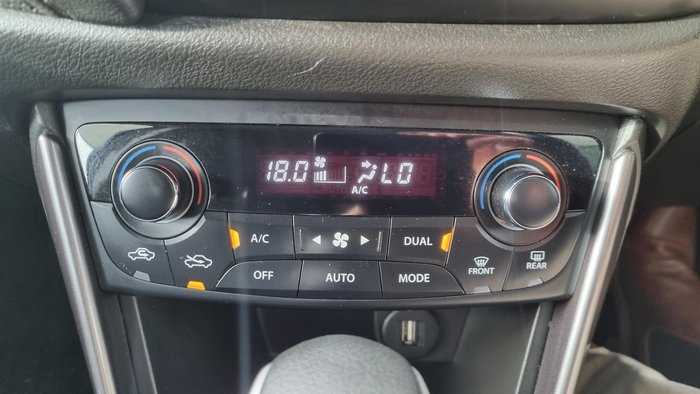 18.0 LO
A/C
A/C DUAL
OFF AUTO MODE FRONT REAR